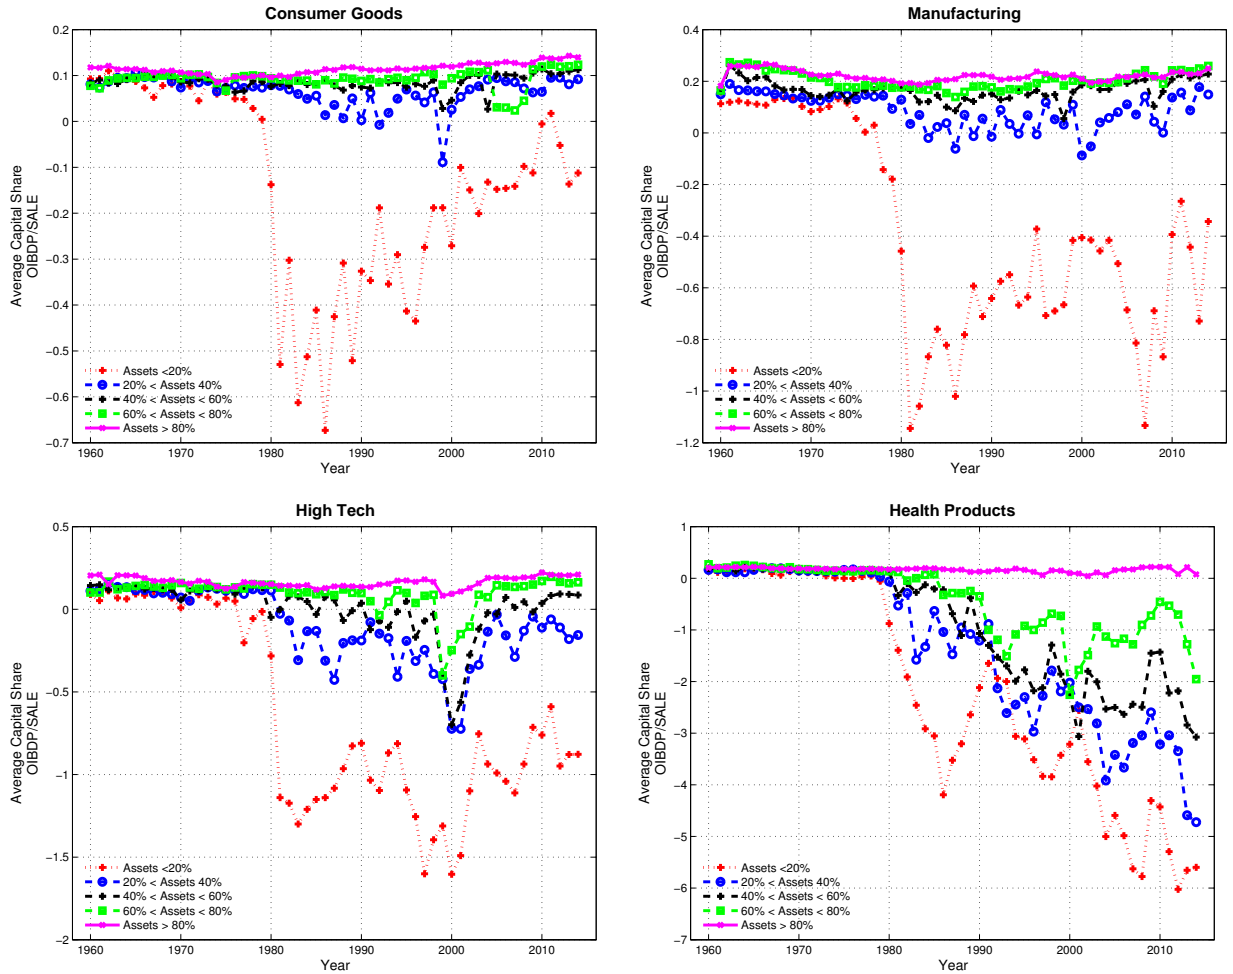 Consumer Goods
0.2
0.1
0
−0.1
−0.2
−0.3
−0.4
−0.5
−0.6
−0.7
Average Capital Share
OIBDP/SALE
Assets <20%
20% < Assets 40%
40% < Assets < 60%
60% < Assets < 80%
Assets > 80%
1960 1970 1980 1990 2000 2010
Year
Manufacturing
0.4
0.2
0
−0.2
−0.4
−0.6
−0.8
−1
−1.2
Average Capital Share
OIBDP/SALE
Assets <20%
20% < Assets 40%
40% < Assets < 60%
60% < Assets < 80%
Assets > 80%
1960 1970 1980 1990 2000 2010
Year
High Tech
0.5
0
−0.5
−1
−1.5
−2
Average Capital Share
OIBDP/SALE
Assets <20%
20% < Assets 40%
40% < Assets < 60%
60% < Assets < 80%
Assets > 80%
1960 1970 1980 1990 2000 2010
Year
Health Products
1
0
−1
−2
−3
−4
−5
−6
−7
Average Capital Share
OIBDP/SALE
Assets <20%
20% < Assets 40%
40% < Assets < 60%
60% < Assets < 80%
Assets > 80%
1960 1970 1980 1990 2000 2010
Year